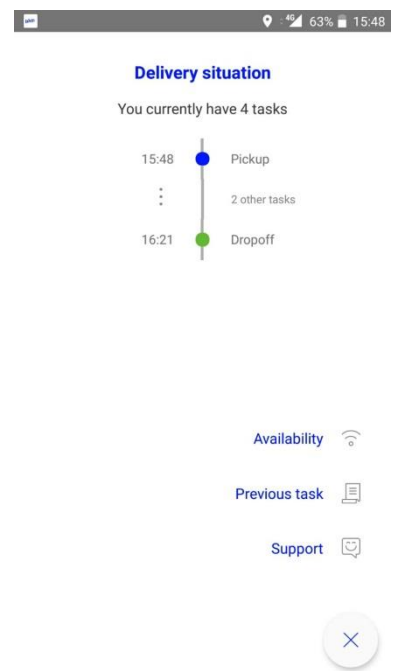 4G 63% 15:48
Delivery situation
You currently have 4 tasks
15:48 Pickup
2 other tasks
16:21 Dropoff
Availability
Previous task
Support